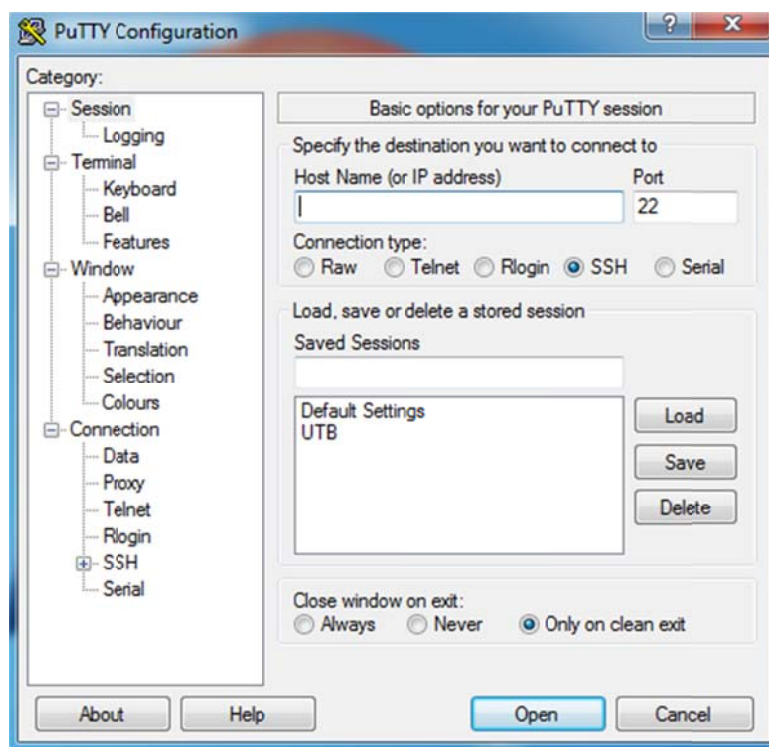 PuTTY Configuration
? X
Category:
Session
Logging
Terminal
Keyboard
Bell
Features
Window
Appearance
Behaviour
Translation
Selection
Colours
Connection
Data
Proxy
Telnet
Rlogin
SSH
Serial
Basic options for your PuTTY session
Specify the destination you want to connect to
Host Name (or IP address) Port
22
Connection type:
Raw Telnet Rlogin SSH Serial
Load, save or delete a stored session
Saved Sessions
Default Settings
UTB
Load
Save
Delete
Close window on exit:
Always Never Only on clean exit
About Help Open Cancel